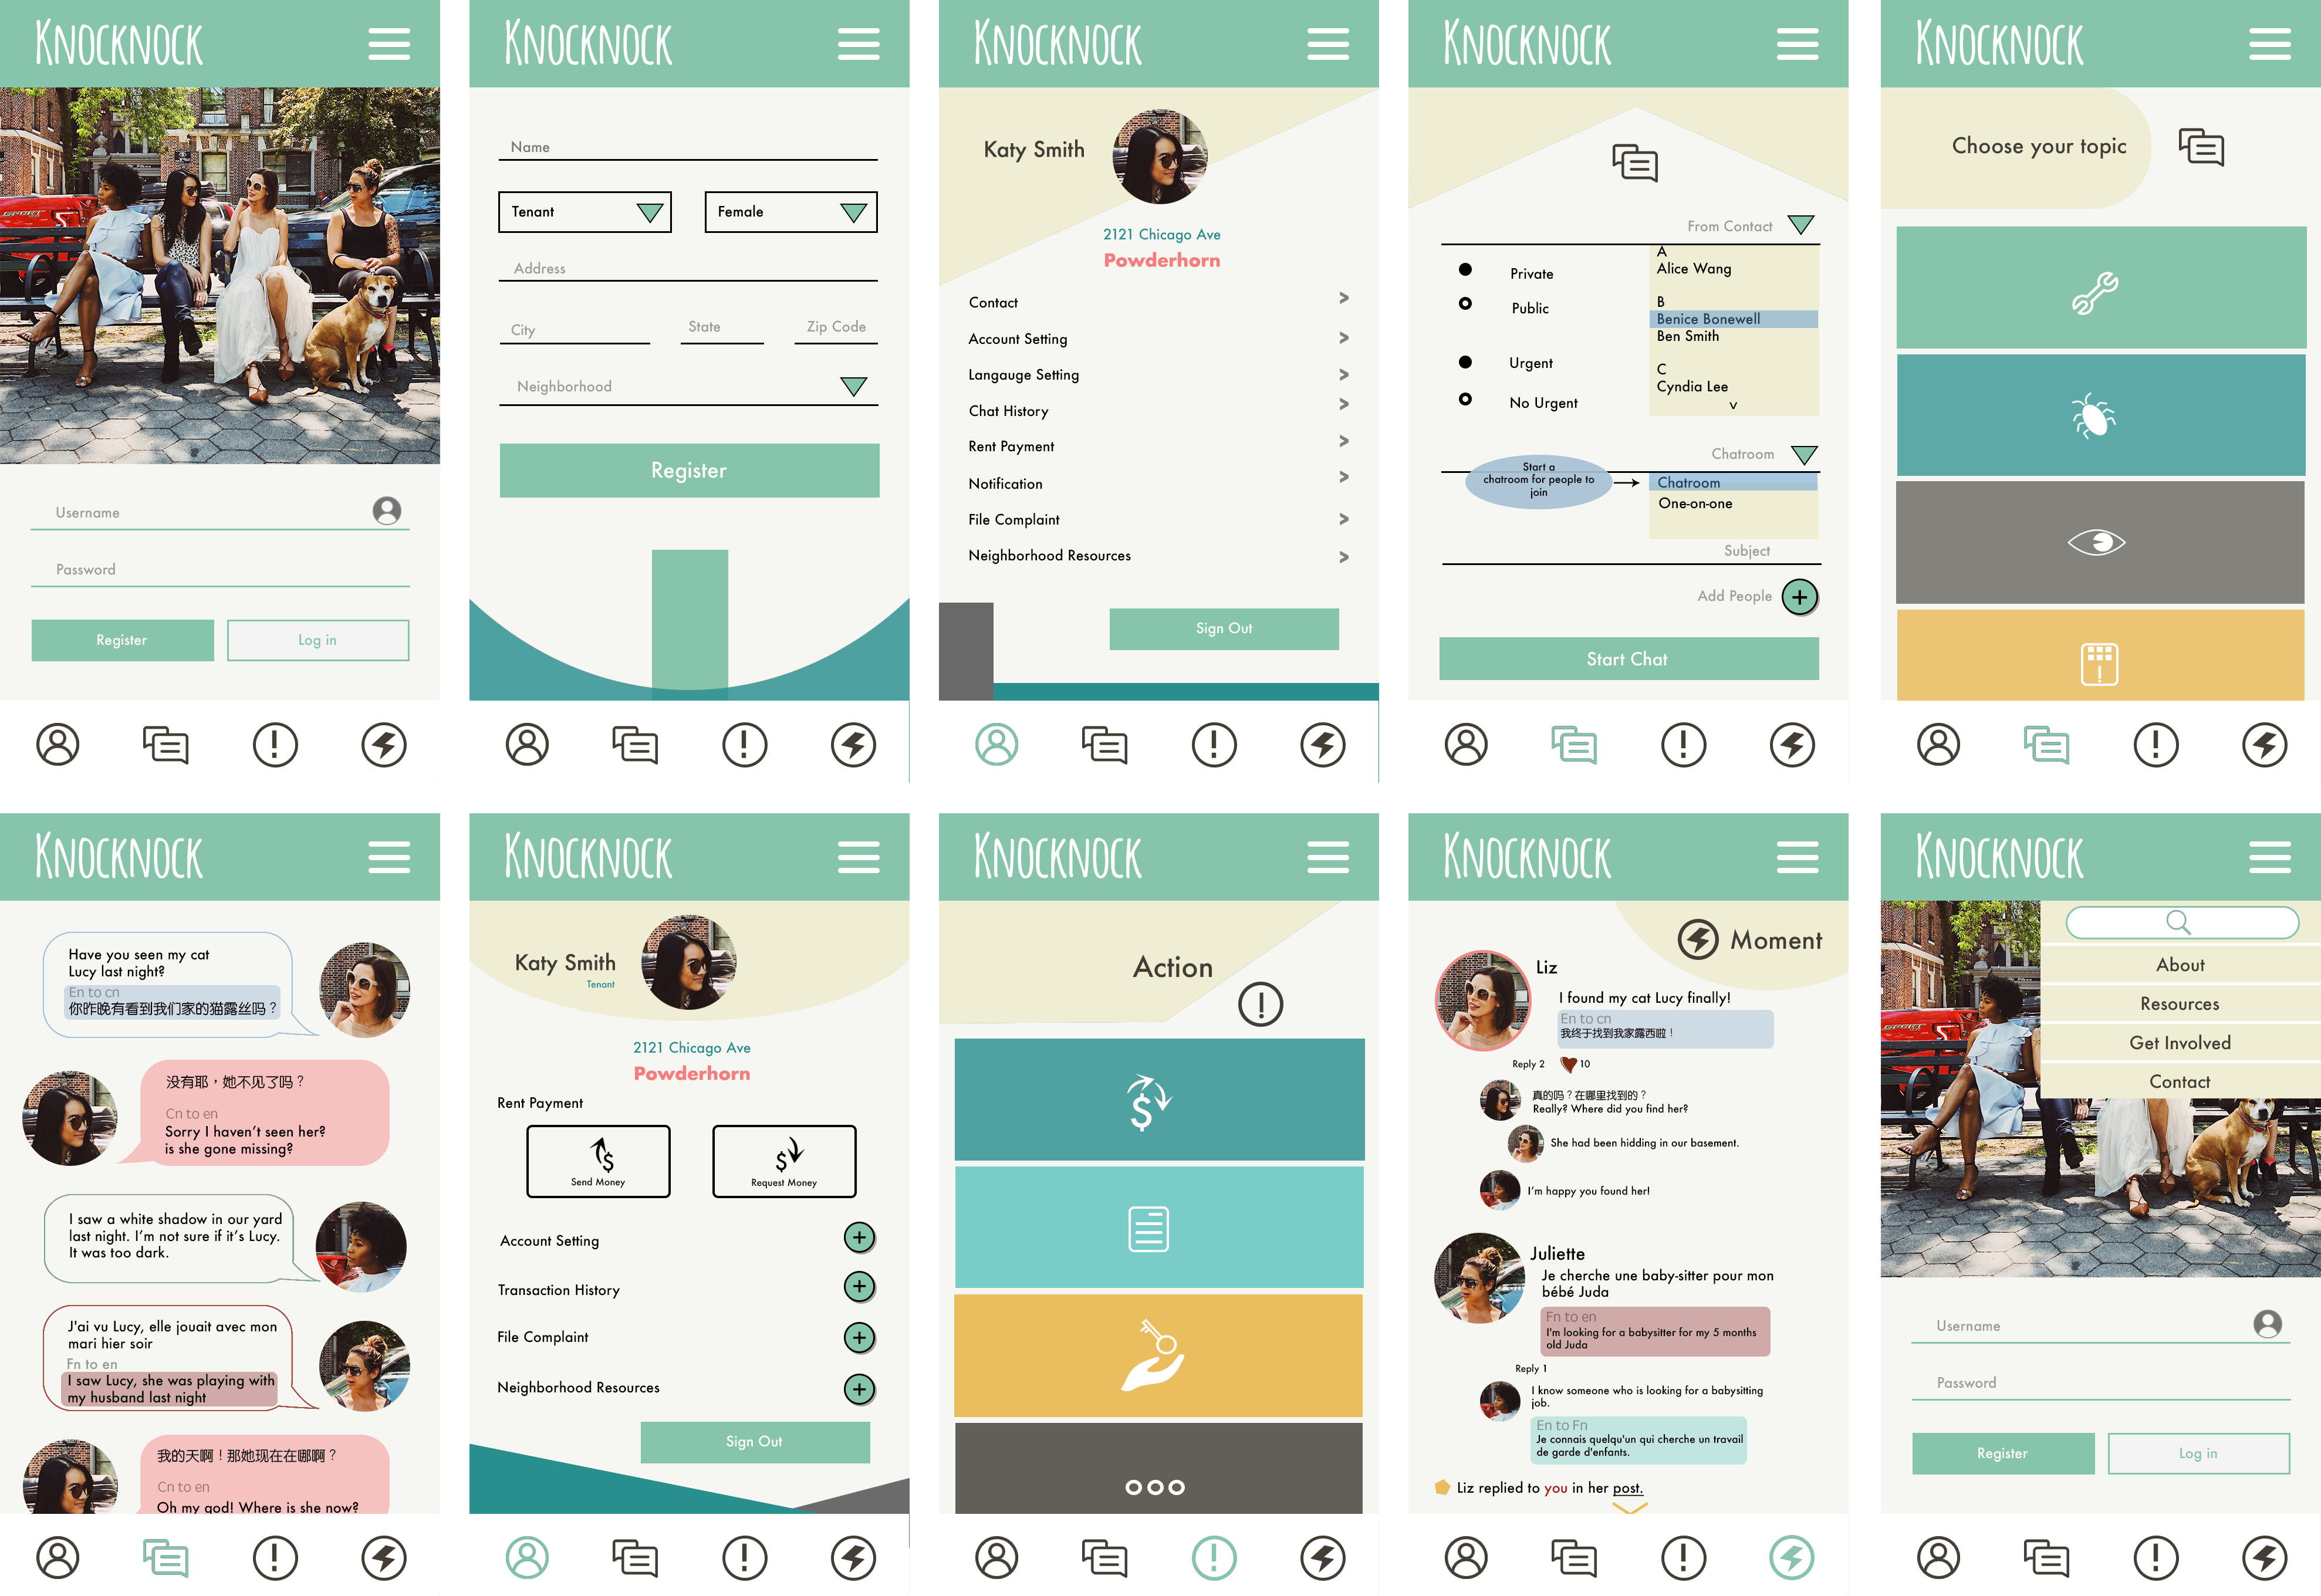 KNOCKNOCK
Username
Password
Register
Log in
KNOCKNOCK
Name
Tenant
Female
Address
City
State
Zip Code
Neighborhood
Register
KNOCKNOCK
Katy Smith
2121 Chicago Ave
Powderhorn
Contact
>
Account Setting
>
Langauge Setting
>
Chat History
>
Rent Payment
>
Notification
>
File Complaint
>
Neighborhood Resources
>
Sign Out
KNOCKNOCK
From Contact
Private
Public
Urgent
No Urgent
A
Alice Wang
B
Benice Bonewell
Ben Smith
C
Cyndia Lee
v
Chatroom
Start a
chatroom for people to
join
Chatroom
One-on-one
Subject
Add People
+
Start Chat
KNOCKNOCK
Choose your topic
KNOCKNOCK
Have you seen my cat
Lucy last night?
En to cn
你昨晚有看到我们家的猫露丝吗？
没有耶，她不见了吗？
Cn to en
Sorry I haven't seen her?
is she gone missing?
I saw a white shadow in our yard
last night. I'm not sure if it's Lucy.
It was too dark.
J'ai vu Lucy, elle jouait avec mon
mari hier soir
Fn to en
I saw Lucy, she was playing with
my husband last night
我的天啊！那她现在在哪啊？
Cn to en
Oh my god! Where is she now?
KNOCKNOCK
Katy Smith
Tenant
2121 Chicago Ave
Powderhorn
Rent Payment
$
Send Money
$
Request Money
Account Setting
+
Transaction History
+
File Complaint
+
Neighborhood Resources
+
Sign Out
KNOCKNOCK
Action
!
$
KNOCKNOCK
Moment
Liz
I found my cat Lucy finally!
En to cn
我终于找到我家露西啦！
Reply 2
10
真的吗？在哪里找到的？
Really? Where did you find her?
She had been hidding in our basement.
I'm happy you found her!
Juliette
Je cherche une baby-sitter pour mon
bébé Juda
Fn to en
I'm looking for a babysitter for my 5 months
old Juda
Reply 1
I know someone who is looking for a babysitting
job.
En to Fn
Je connais quelqu'un qui cherche un travail
de garde d'enfants.
Liz replied to you in her post.
KNOCKNOCK
About
Resources
Get Involved
Contact
Username
Password
Register
Log in